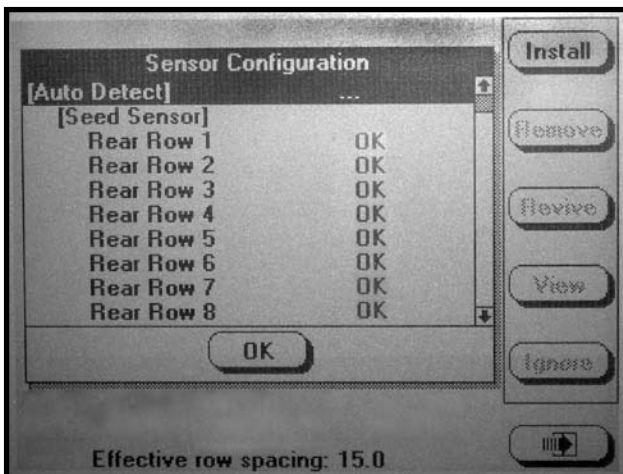 Sensor Configuration
[Auto Detect] ...
[Seed Sensor]
Rear Row 1 OK
Rear Row 2 OK
Rear Row 3 OK
Rear Row 4 OK
Rear Row 5 OK
Rear Row 6 OK
Rear Row 7 OK
Rear Row 8 OK
OK
Effective row spacing: 15.0
Install
Remove
Revive
View
Ignore